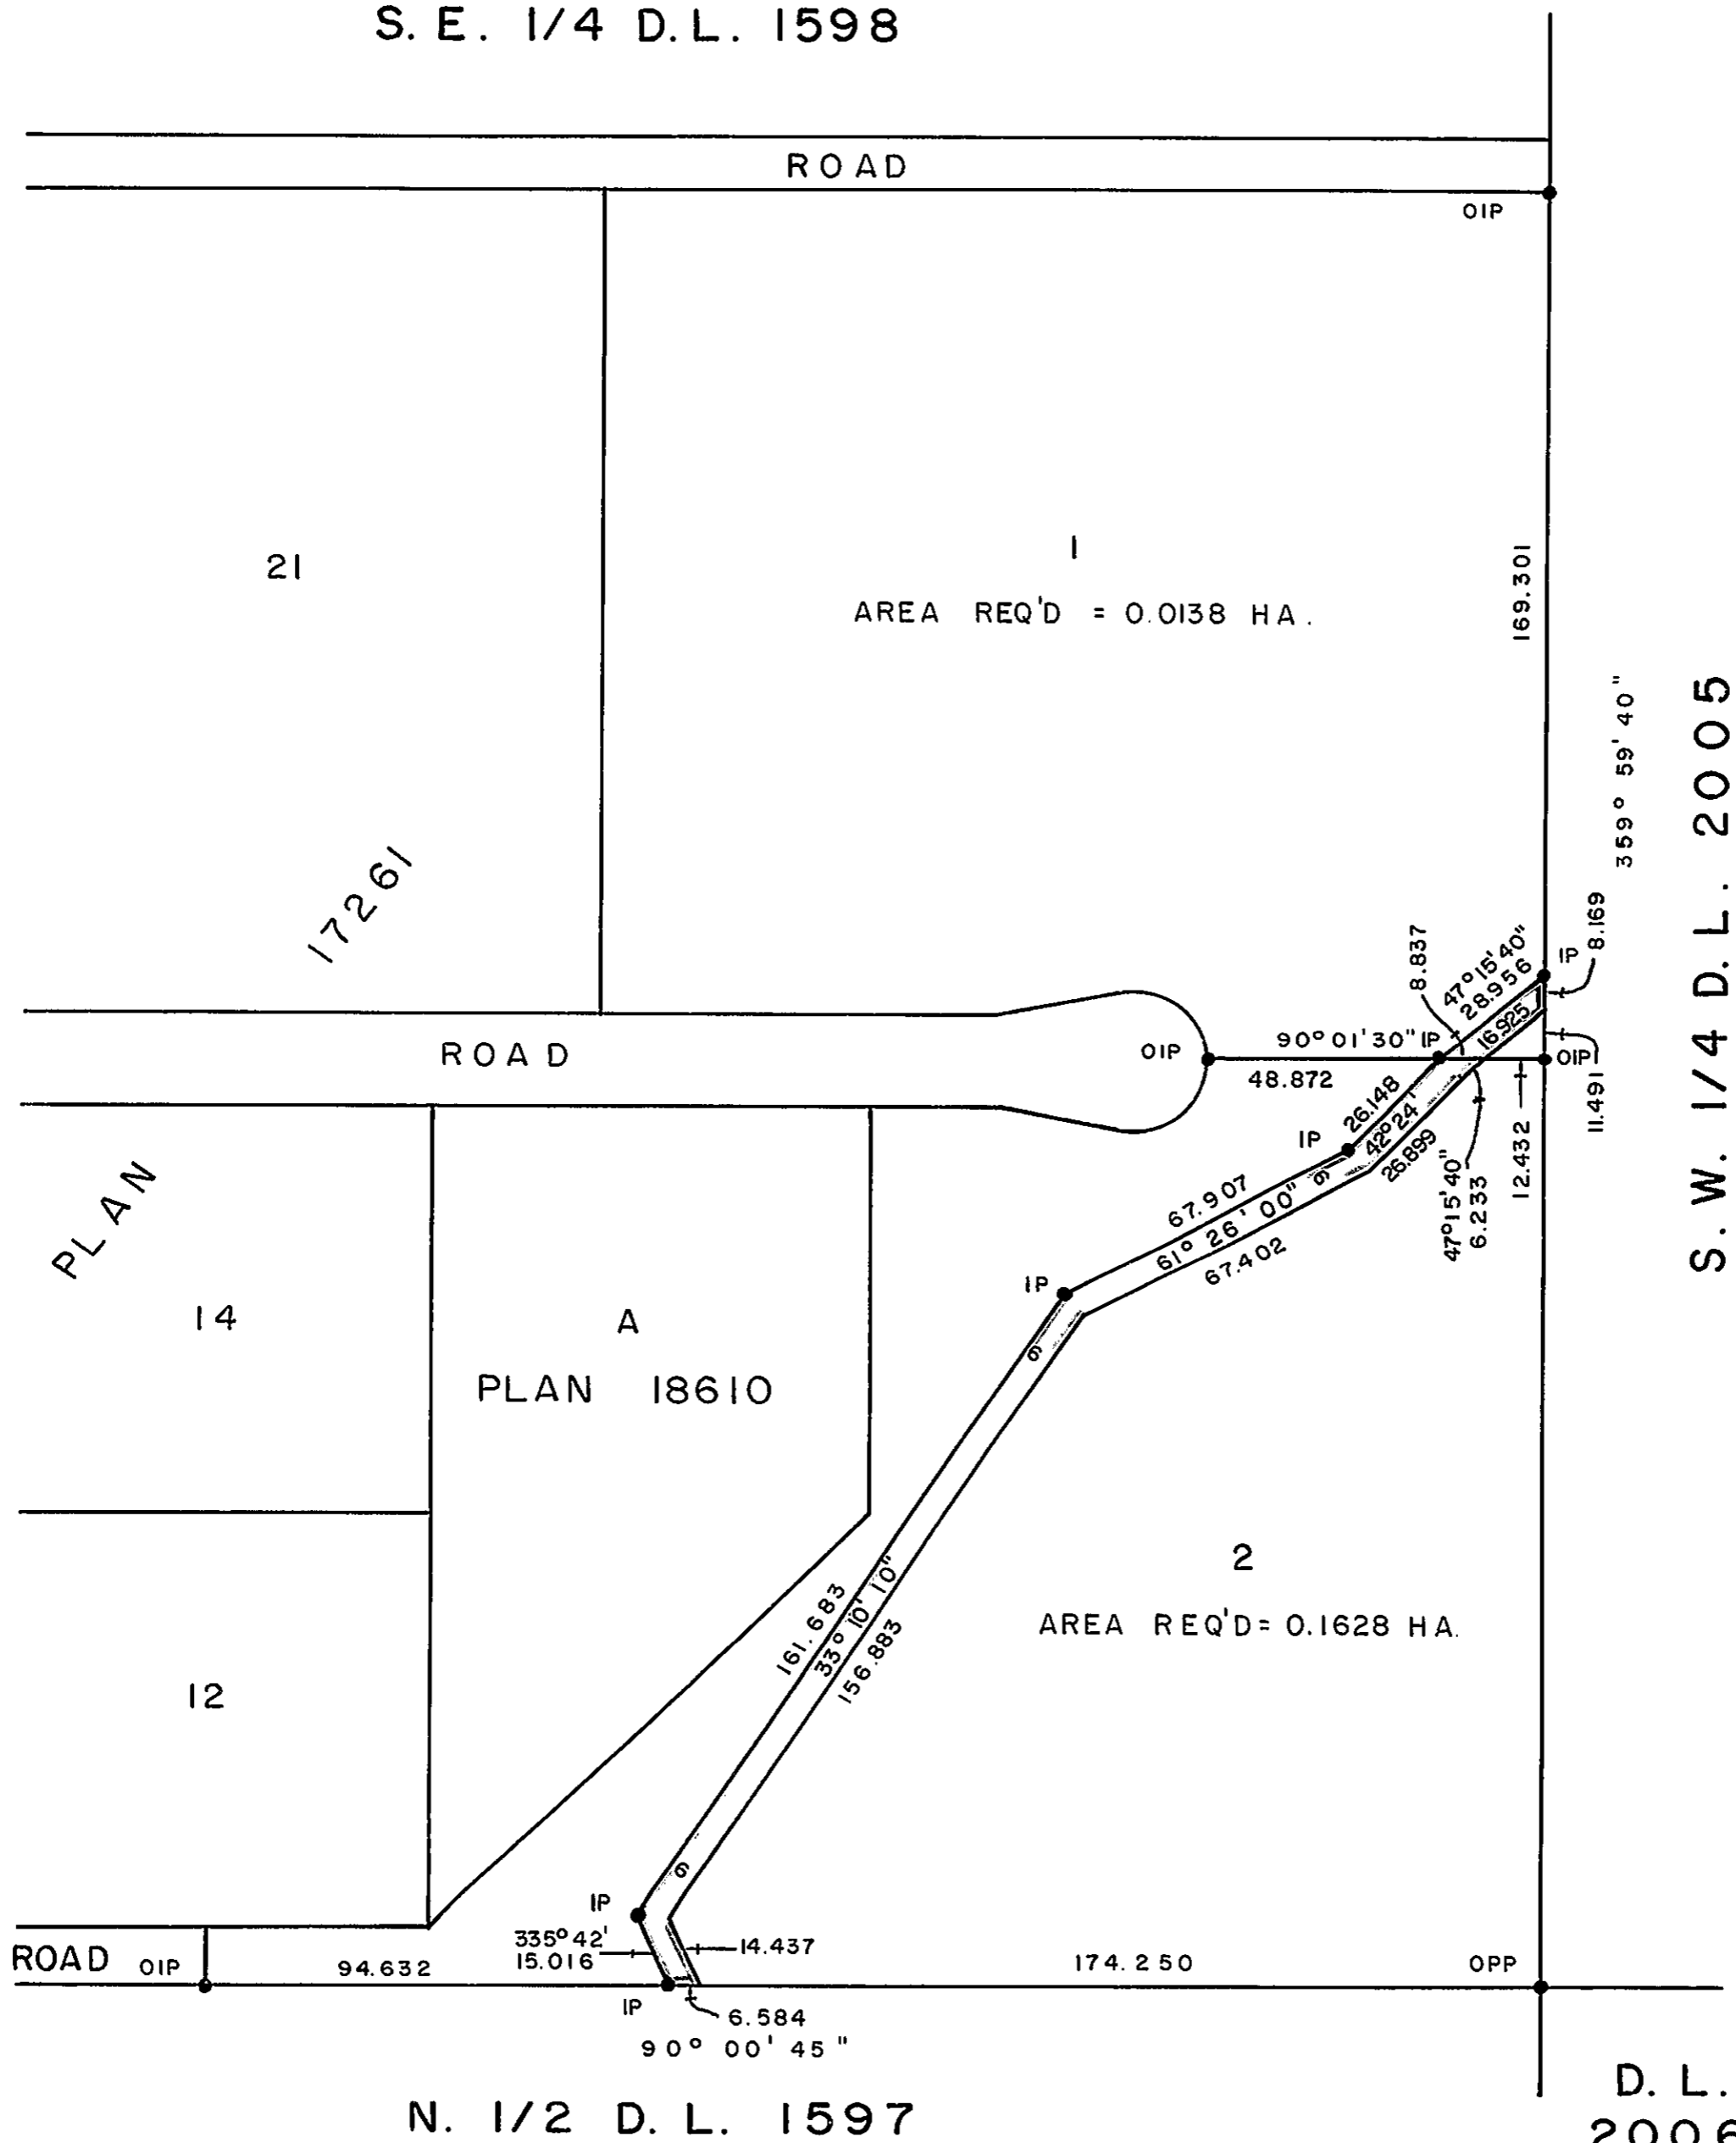 S. E. 1/4 D.L. 1598
ROAD
OIP
21
1
AREA REQ'D = 0.0138 HA.
169.301
359° 59' 40"
S. W. 1/4 D. L. 2005
17261
8.837
47°15'40"
28.956
IP
8.169
16.925
ROAD
OIP
90° 01'30"
IP
48.872
OIP
11.491
12.432
26.148
42°24'
26.899
IP
6
47°15'40"
6.233
67.907
61° 26' 00"
67.402
PLAN
IP
6
14
A
PLAN 18610
161.683
33° 10' 10"
156.883
2
AREA REQ'D = 0.1628 HA.
12
6
IP
335° 42'
15.016
14.437
ROAD
OIP
94.632
174.250
OPP
IP
6.584
90° 00' 45"
N. 1/2 D. L. 1597
D. L.
2006